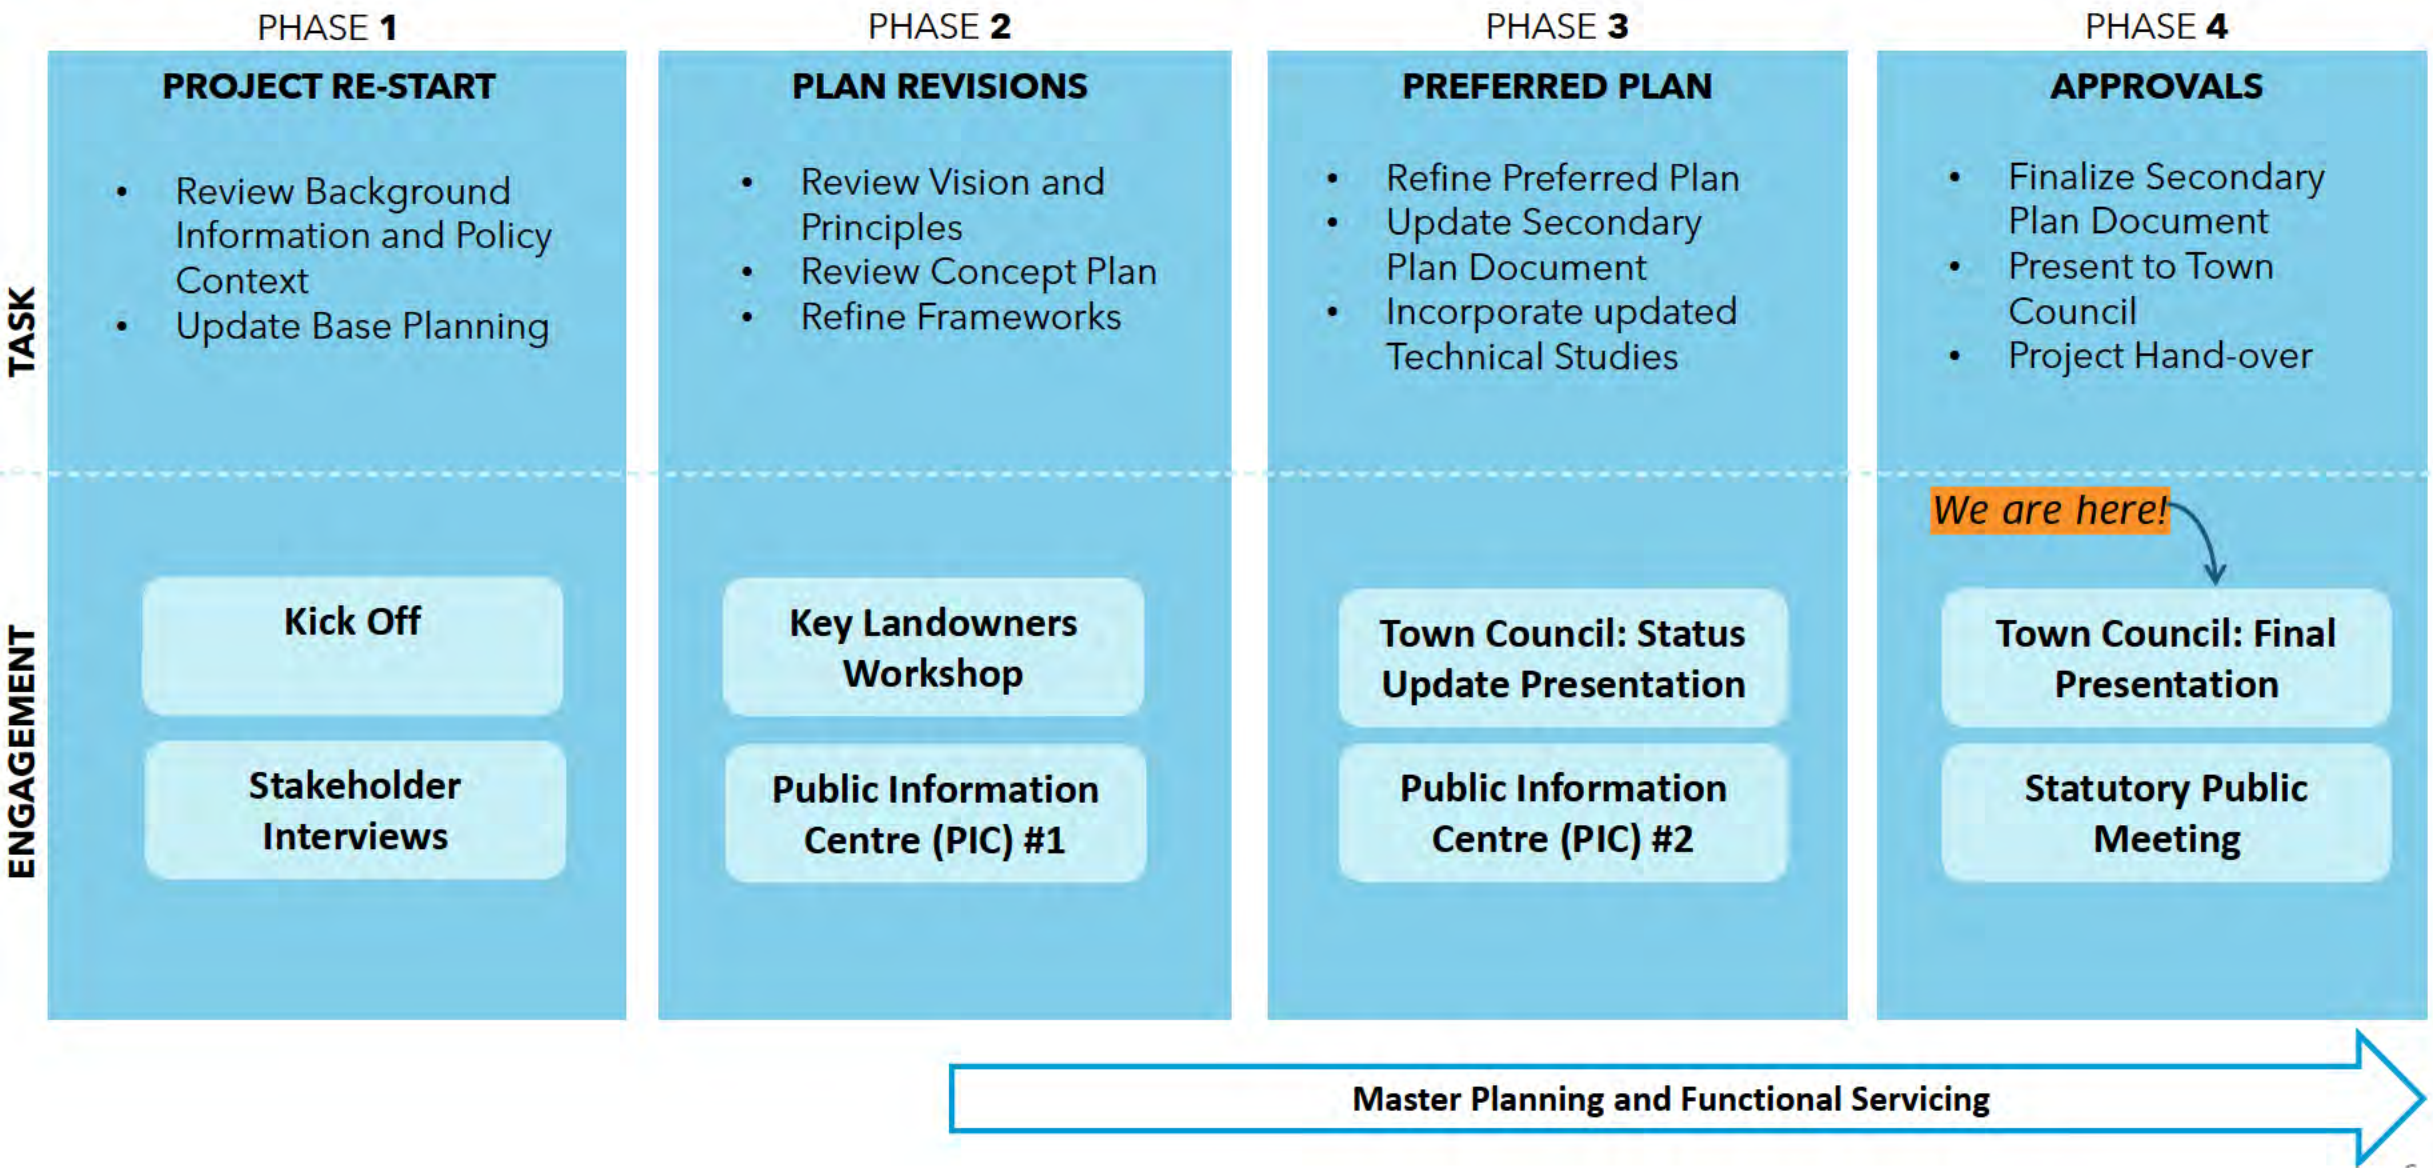 PHASE 1
PROJECT RE-START
• Review Background
Information and Policy
Context
• Update Base Planning
PHASE 2
PLAN REVISIONS
• Review Vision and
Principles
• Review Concept Plan
• Refine Frameworks
PHASE 3
PREFERRED PLAN
• Refine Preferred Plan
• Update Secondary
Plan Document
• Incorporate updated
Technical Studies
PHASE 4
APPROVALS
• Finalize Secondary
Plan Document
• Present to Town
Council
• Project Hand-over
TASK
ENGAGEMENT
Kick Off
Stakeholder
Interviews
Key Landowners
Workshop
Public Information
Centre (PIC) #1
Town Council: Status
Update Presentation
Public Information
Centre (PIC) #2
We are here!
Town Council: Final
Presentation
Statutory Public
Meeting
Master Planning and Functional Servicing